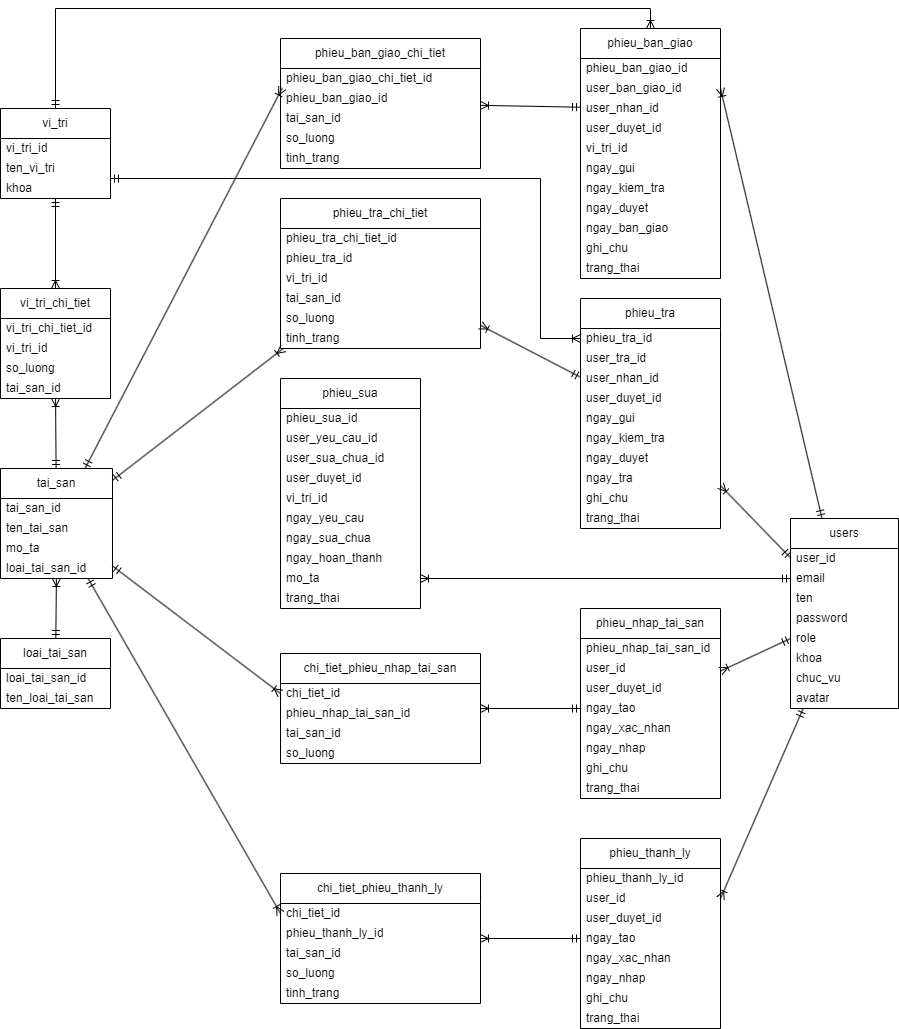 vi_tri
vi_tri_id
ten_vi_tri
khoa
vi_tri_chi_tiet
vi_tri_chi_tiet_id
vi_tri_id
so_luong
tai_san_id
tai_san
tai_san_id
ten_tai_san
mo_ta
loai_tai_san_id
loai_tai_san
loai_tai_san_id
ten_loai_tai_san
phieu_ban_giao_chi_tiet
phieu_ban_giao_chi_tiet_id
phieu_ban_giao_id
tai_san_id
so_luong
tinh_trang
phieu_tra_chi_tiet
phieu_tra_chi_tiet_id
phieu_tra_id
vi_tri_id
tai_san_id
so_luong
tinh_trang
phieu_sua
phieu_sua_id
user_yeu_cau_id
user_sua_chua_id
user_duyet_id
vi_tri_id
ngay_yeu_cau
ngay_sua_chua
ngay_hoan_thanh
mo_ta
trang_thai
chi_tiet_phieu_nhap_tai_san
chi_tiet_id
phieu_nhap_tai_san_id
tai_san_id
so_luong
chi_tiet_phieu_thanh_ly
chi_tiet_id
phieu_thanh_ly_id
tai_san_id
so_luong
tinh_trang
phieu_ban_giao
phieu_ban_giao_id
user_ban_giao_id
user_nhan_id
user_duyet_id
vi_tri_id
ngay_gui
ngay_kiem_tra
ngay_duyet
ngay_ban_giao
ghi_chu
trang_thai
phieu_tra
phieu_tra_id
user_tra_id
user_nhan_id
user_duyet_id
ngay_gui
ngay_kiem_tra
ngay_duyet
ngay_tra
ghi_chu
trang_thai
phieu_nhap_tai_san
phieu_nhap_tai_san_id
user_id
user_duyet_id
ngay_tao
ngay_xac_nhan
ngay_nhap
ghi_chu
trang_thai
phieu_thanh_ly
phieu_thanh_ly_id
user_id
user_duyet_id
ngay_tao
ngay_xac_nhan
ngay_nhap
ghi_chu
trang_thai
users
user_id
email
ten
password
role
khoa
chuc_vu
avatar